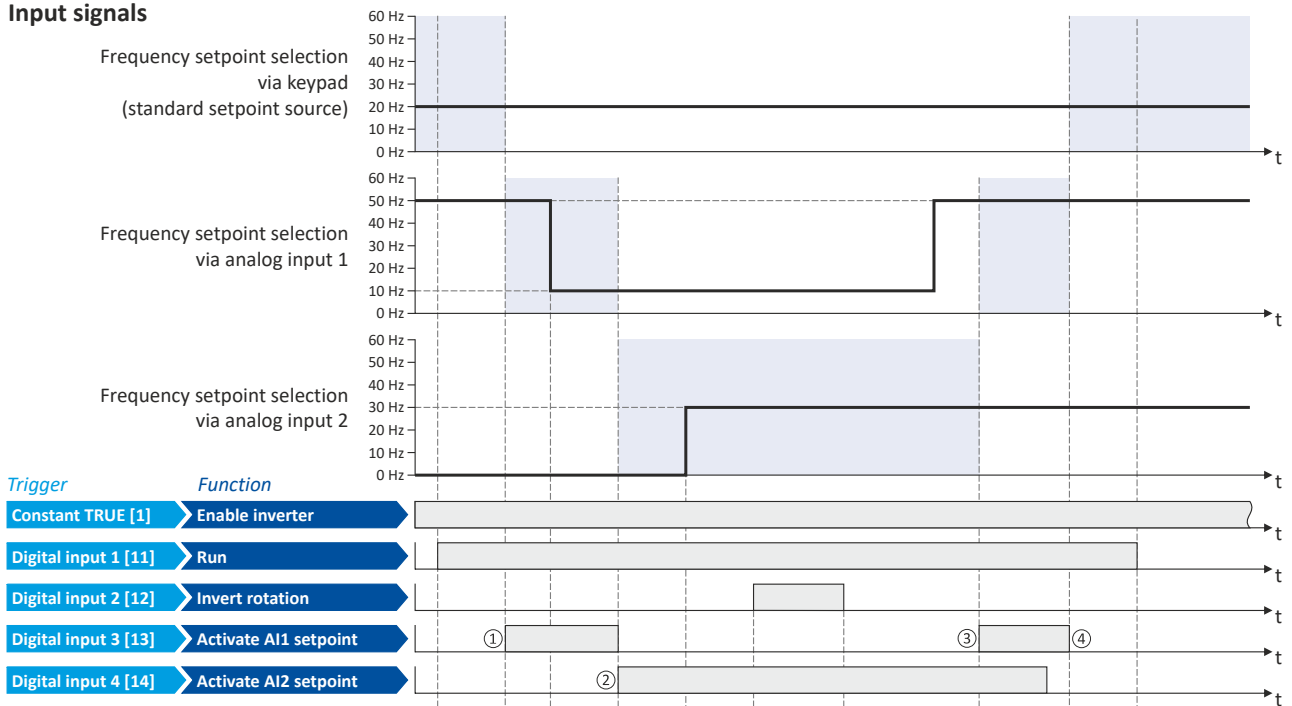 Input signals
Frequency setpoint selection
via keypad
(standard setpoint source)
60 Hz
50 Hz
40 Hz
30 Hz
20 Hz
10 Hz
0 Hz
t
Frequency setpoint selection
via analog input 1
60 Hz
50 Hz
40 Hz
30 Hz
20 Hz
10 Hz
0 Hz
t
Frequency setpoint selection
via analog input 2
60 Hz
50 Hz
40 Hz
30 Hz
20 Hz
10 Hz
0 Hz
t
Trigger Function
Constant TRUE [1] Enable inverter t
Digital input 1 [11] Run t
Digital input 2 [12] Invert rotation t
Digital input 3 [13] Activate AI1 setpoint ① ③ ④ t
Digital input 4 [14] Activate AI2 setpoint ② t